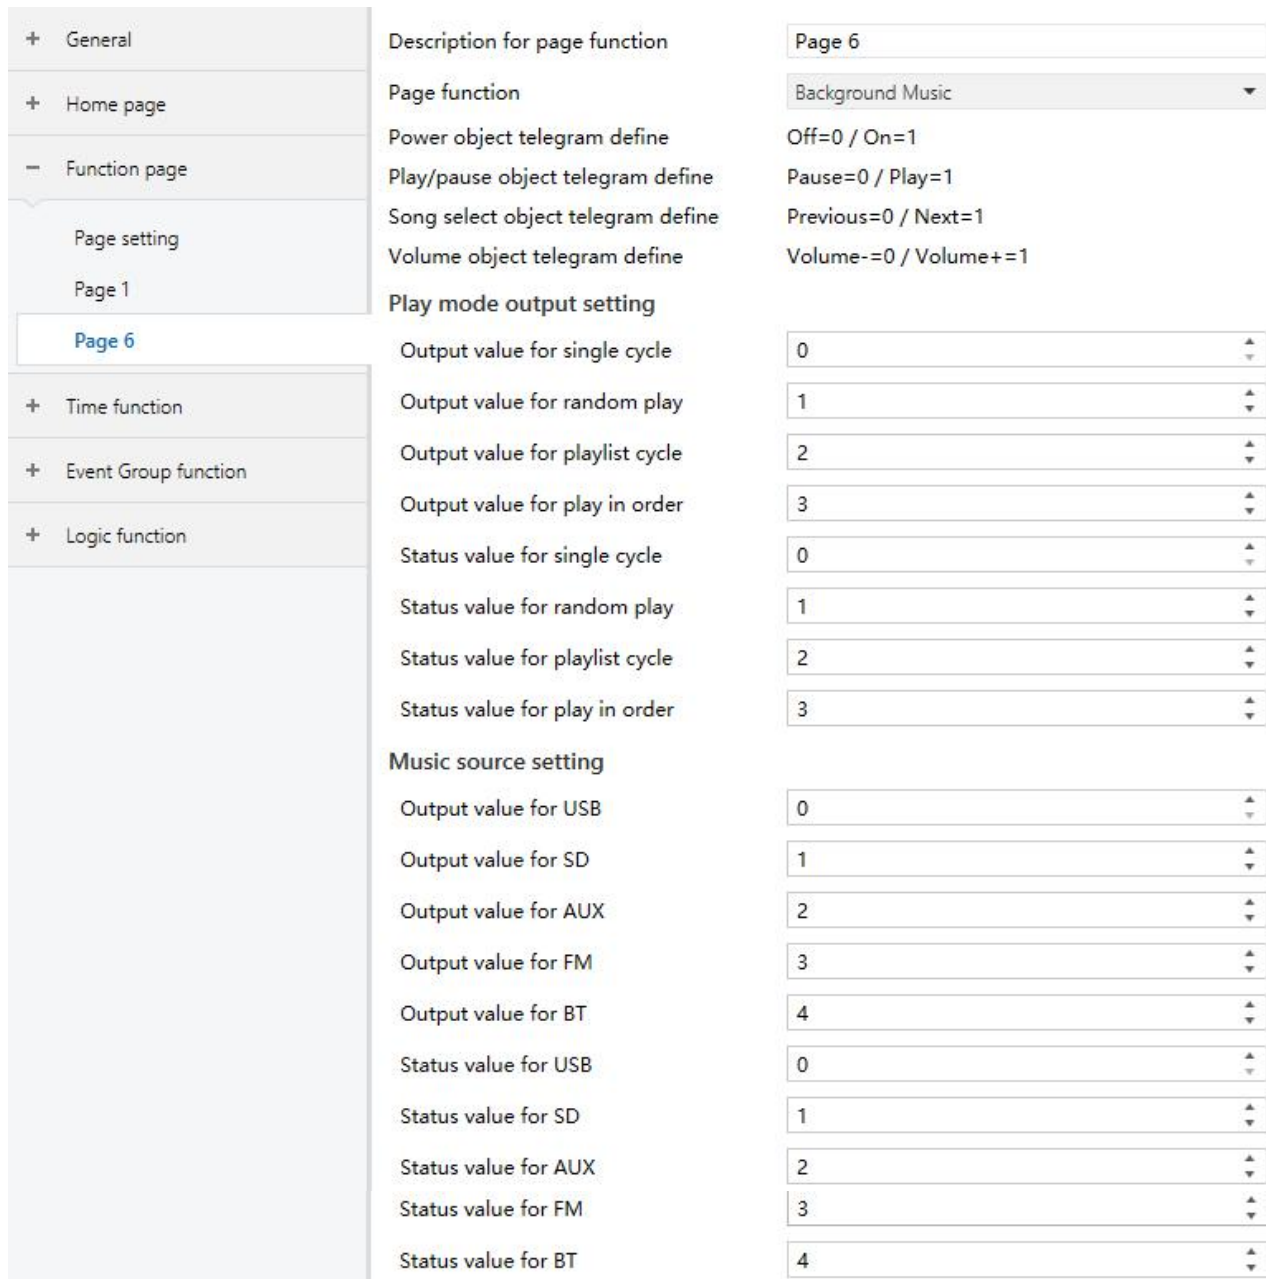 + General
+ Home page
− Function page
Page setting
Page 1
Page 6
+ Time function
+ Event Group function
+ Logic function
Description for page function Page 6
Page function Background Music
Power object telegram define Off=0 / On=1
Play/pause object telegram define Pause=0 / Play=1
Song select object telegram define Previous=0 / Next=1
Volume object telegram define Volume-=0 / Volume+=1
Play mode output setting
Output value for single cycle 0
Output value for random play 1
Output value for playlist cycle 2
Output value for play in order 3
Status value for single cycle 0
Status value for random play 1
Status value for playlist cycle 2
Status value for play in order 3
Music source setting
Output value for USB 0
Output value for SD 1
Output value for AUX 2
Output value for FM 3
Output value for BT 4
Status value for USB 0
Status value for SD 1
Status value for AUX 2
Status value for FM 3
Status value for BT 4